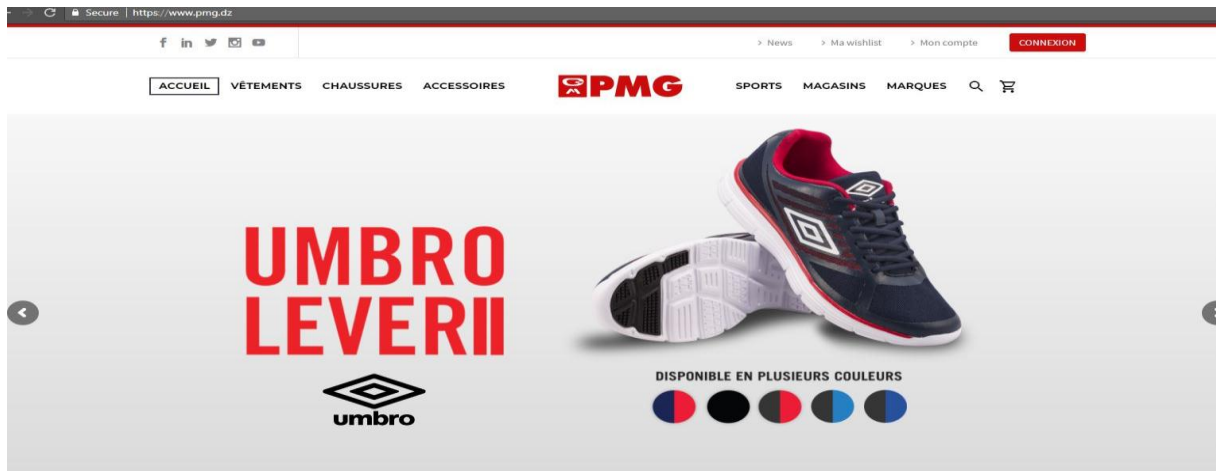 Secure | https://www.pmg.dz
> News > Ma wishlist > Mon compte CONNEXION
ACCUEIL VÊTEMENTS CHAUSSURES ACCESSOIRES PMG SPORTS MAGASINS MARQUES
UMBRO
LEVERII
umbro
DISPONIBLE EN PLUSIEURS COULEURS